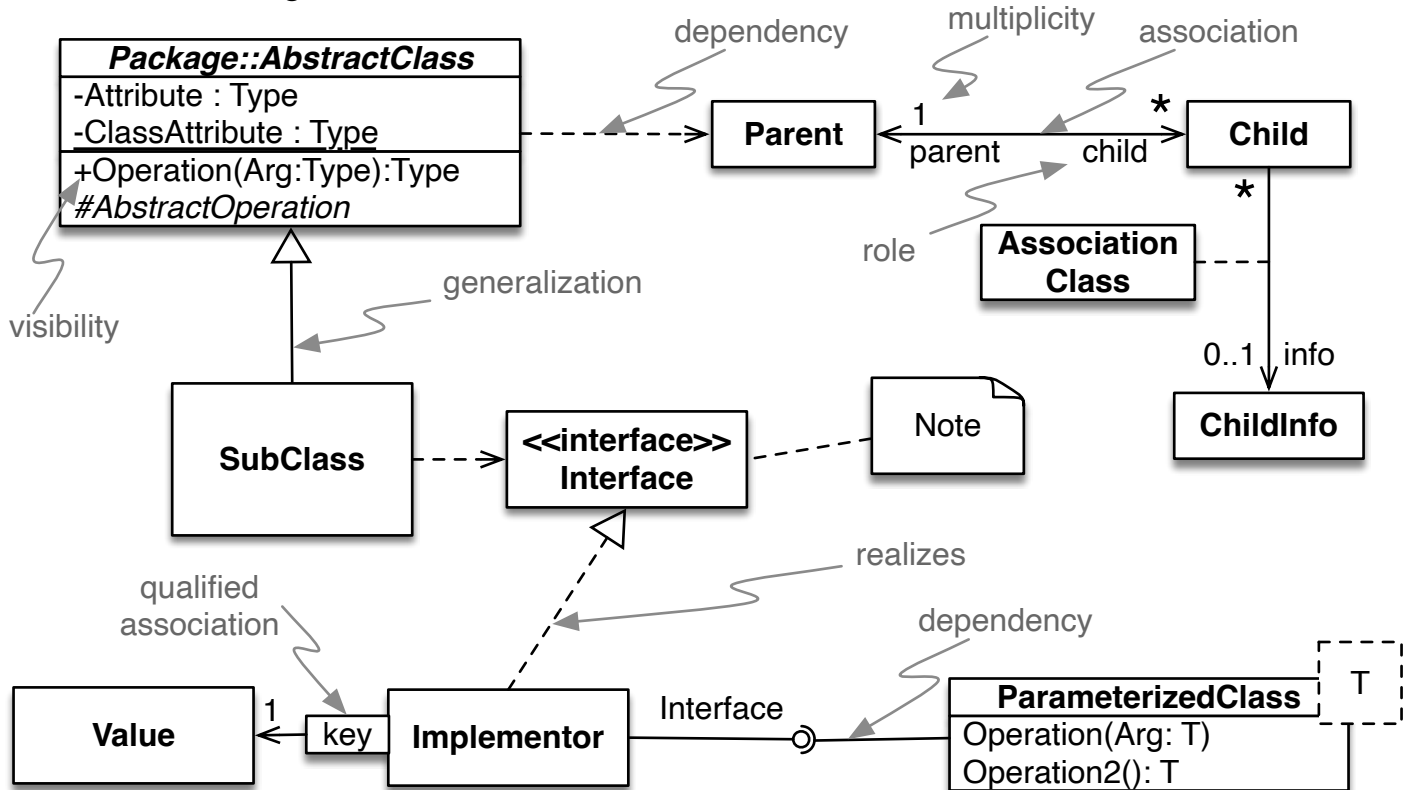 dependency
multiplicity
association
Package::AbstractClass
-Attribute : Type
-ClassAttribute : Type
+Operation(Arg:Type):Type
#AbstractOperation
Parent
1
parent
*
child
Child
*
role
Association
Class
generalization
visibility
0..1
info
ChildInfo
SubClass
<<interface>>
Interface
Note
realizes
qualified
association
dependency
Value
1
key
Implementor
Interface
ParameterizedClass
T
Operation(Arg: T)
Operation2(): T